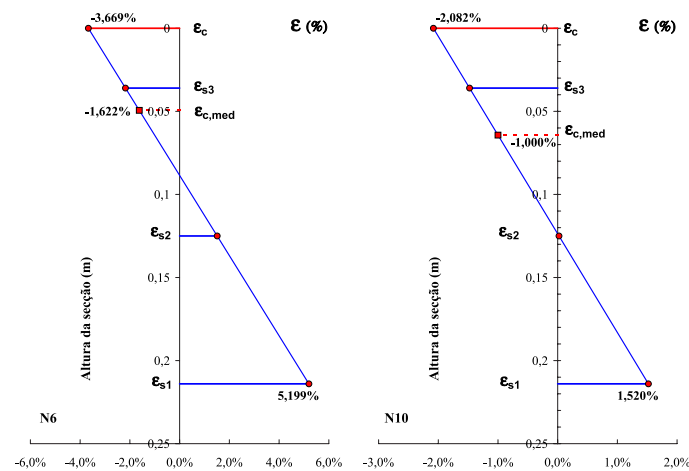 -3,669%
0
εc
ε (%)
εs3
-1,622%
0,05
εc,med
0,1
εs2
0,15
Altura da secção (m)
0,2
εs1
5,199%
N6
0,25
-6,0%
-4,0%
-2,0%
0,0%
2,0%
4,0%
6,0%
-2,082%
0
εc
ε (%)
εs3
0,05
εc,med
-1,000%
0,1
εs2
0,15
Altura da secção (m)
0,2
εs1
1,520%
N10
0,25
-3,0%
-2,0%
-1,0%
0,0%
1,0%
2,0%